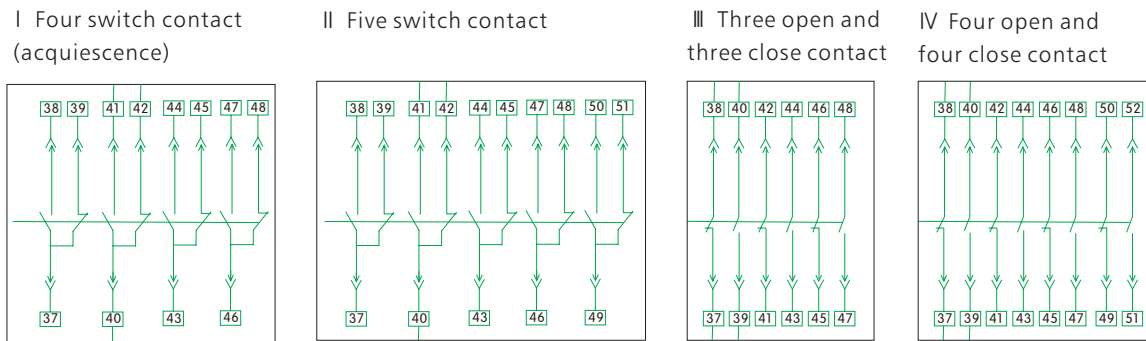 Ⅰ Four switch contact
(acquiescence)
38 39 41 42 44 45 47 48
37 40 43 46
Ⅱ Five switch contact
38 39 41 42 44 45 47 48 50 51
37 40 43 46 49
Ⅲ Three open and
three close contact
38 40 42 44 46 48
37 39 41 43 45 47
Ⅳ Four open and
four close contact
38 40 42 44 46 48 50 52
37 39 41 43 45 47 49 51